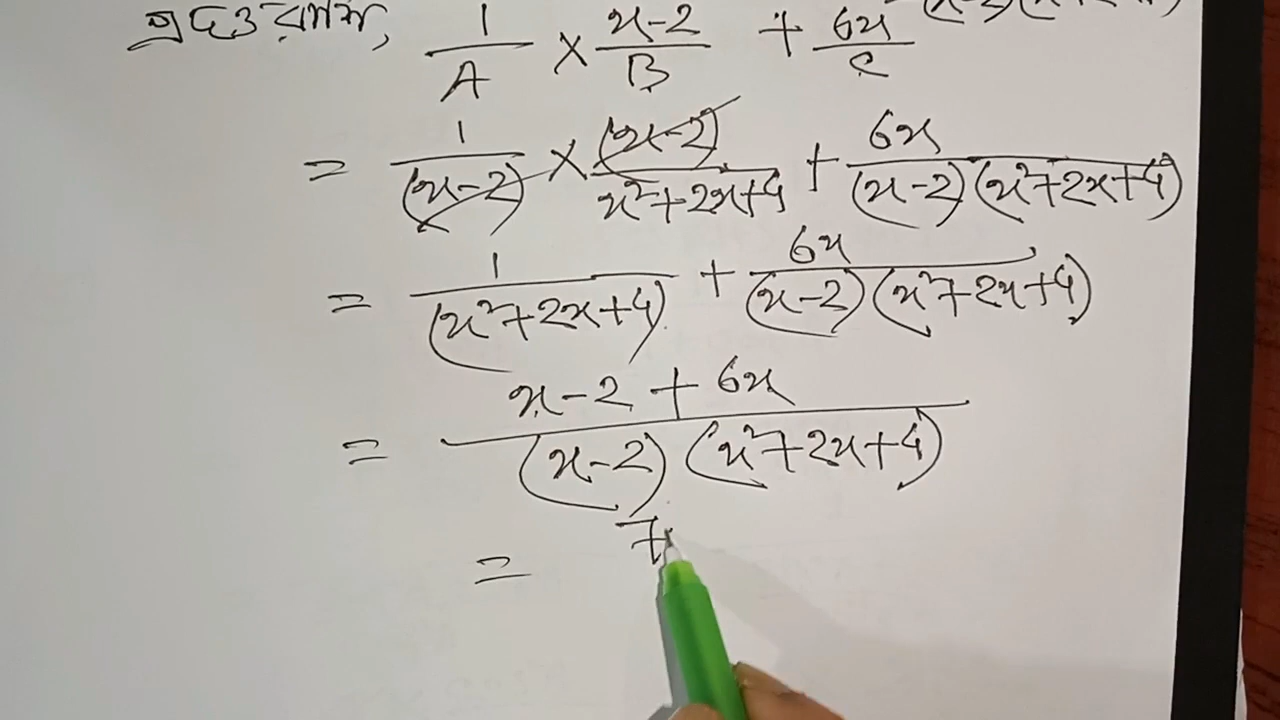 প্রদত্ত রাশি, 1/A × x-2/B + 6x/C
= 1/(x-2) × (x-2)/x²+2x+4 + 6x/(x-2)(x²+2x+4)
= 1/(x²+2x+4) + 6x/(x-2)(x²+2x+4)
= x-2+6x/(x-2)(x²+2x+4)
= 7